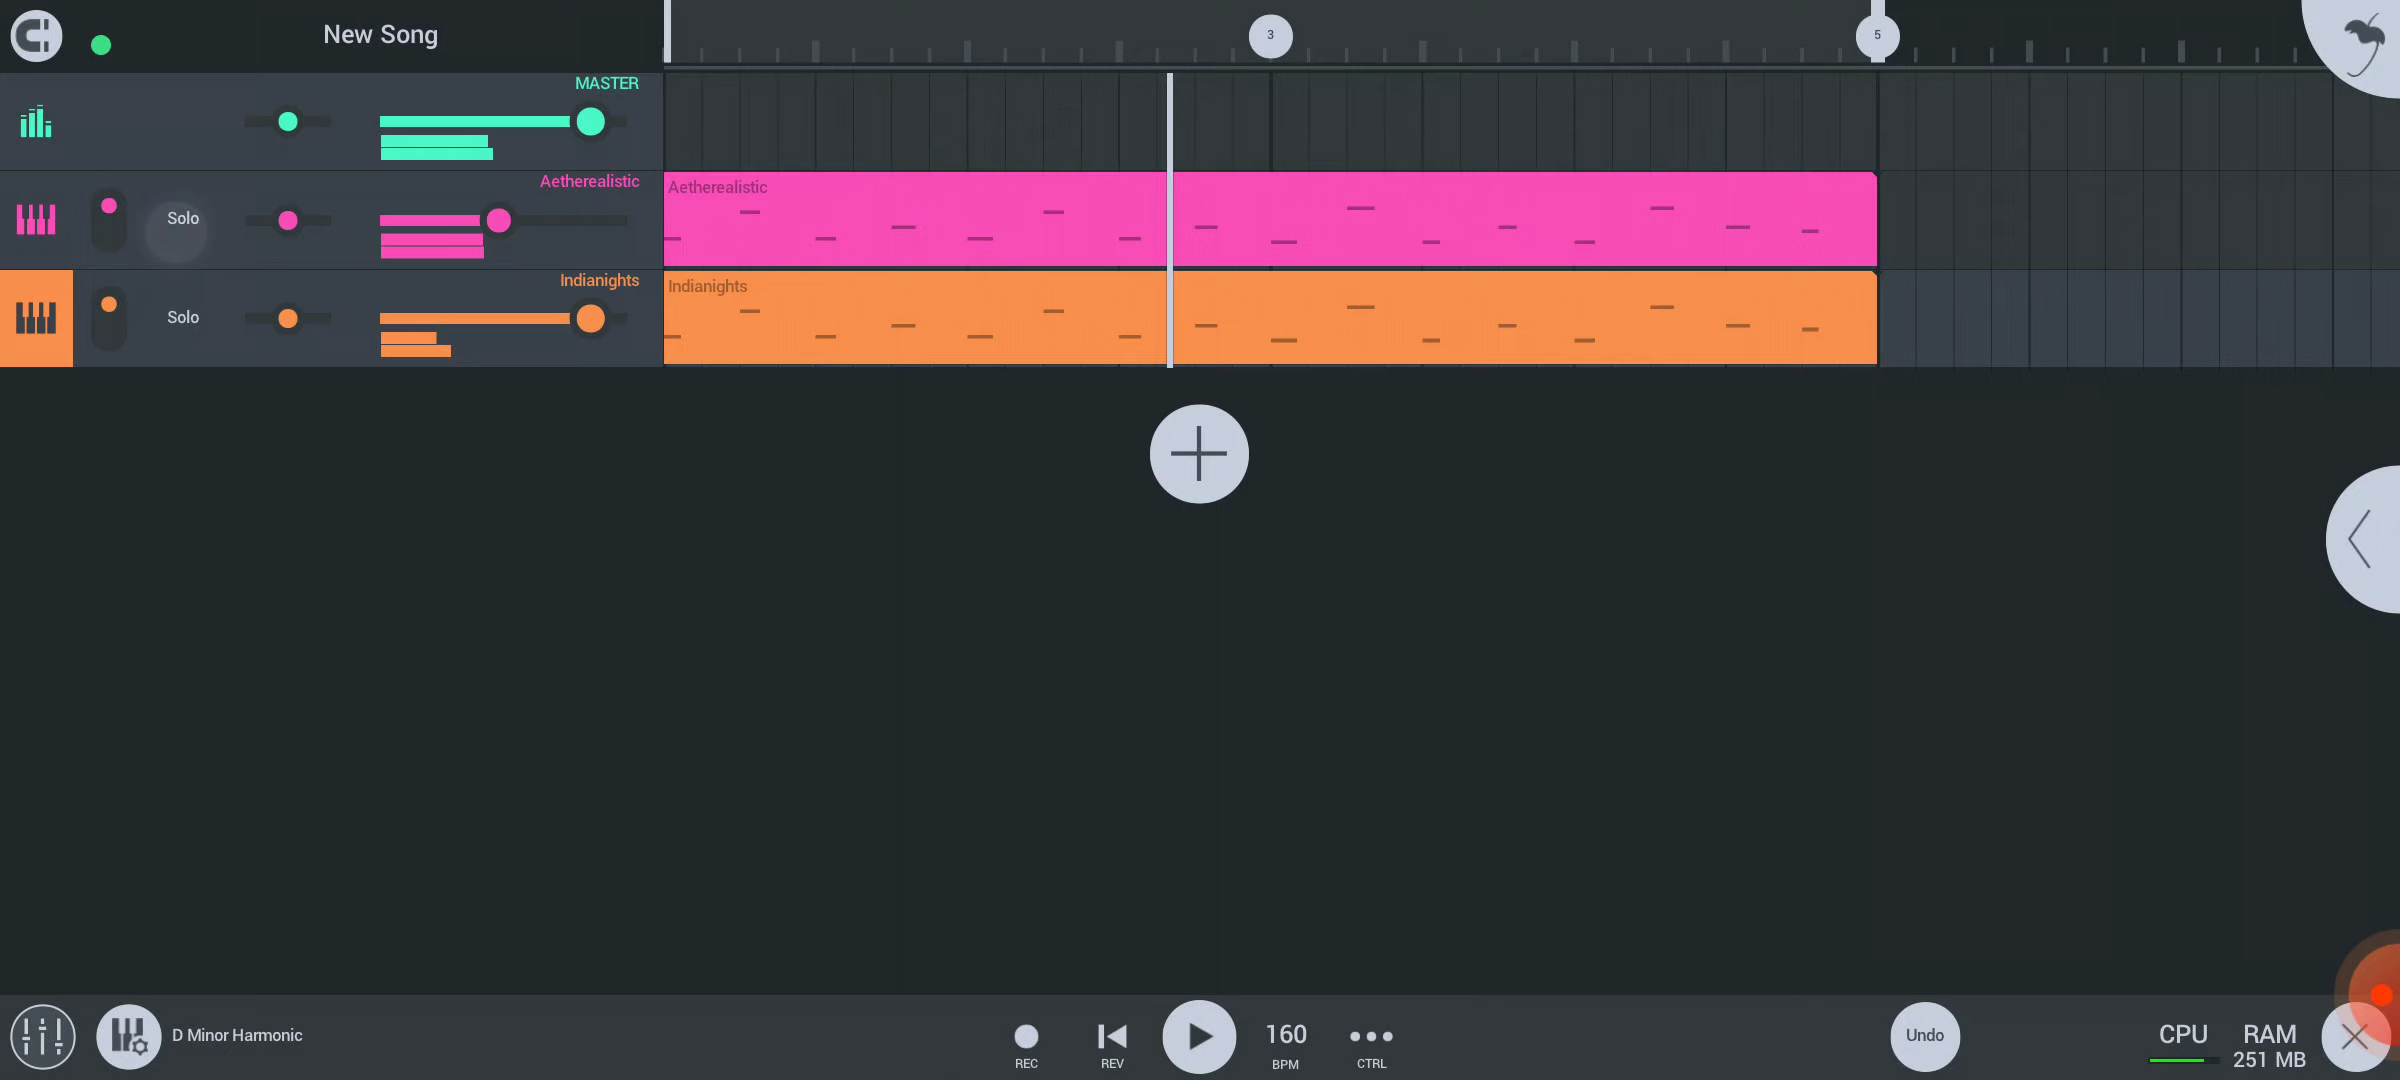 New Song
3
5
MASTER
Aetherealistic
Solo
Aetherealistic
Indianights
Solo
Indianights
D Minor Harmonic
REC
REV
160
BPM
CTRL
Undo
CPU
RAM
251 MB